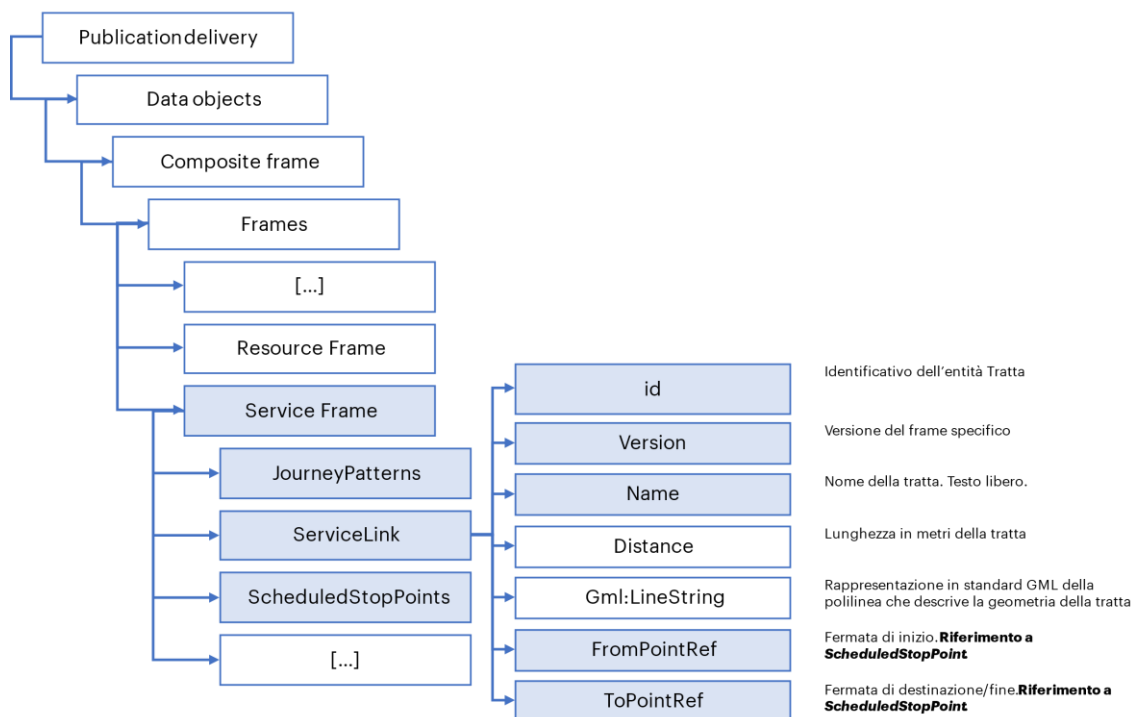 Publication delivery
Data objects
Composite frame
Frames
[...]
Resource Frame
Service Frame
JourneyPatterns
ServiceLink
ScheduledStopPoints
[...]
id
Identificativo dell’entità Tratta
Version
Versione del frame specifico
Name
Nome della tratta. Testo libero.
Distance
Lunghezza in metri della tratta
Gml:LineString
Rappresentazione in standard GML della
polilinea che descrive la geometria della tratta
FromPointRef
Fermata di inizio. Riferimento a
ScheduledStopPoint.
ToPointRef
Fermata di destinazione/fine. Riferimento a
ScheduledStopPoint.